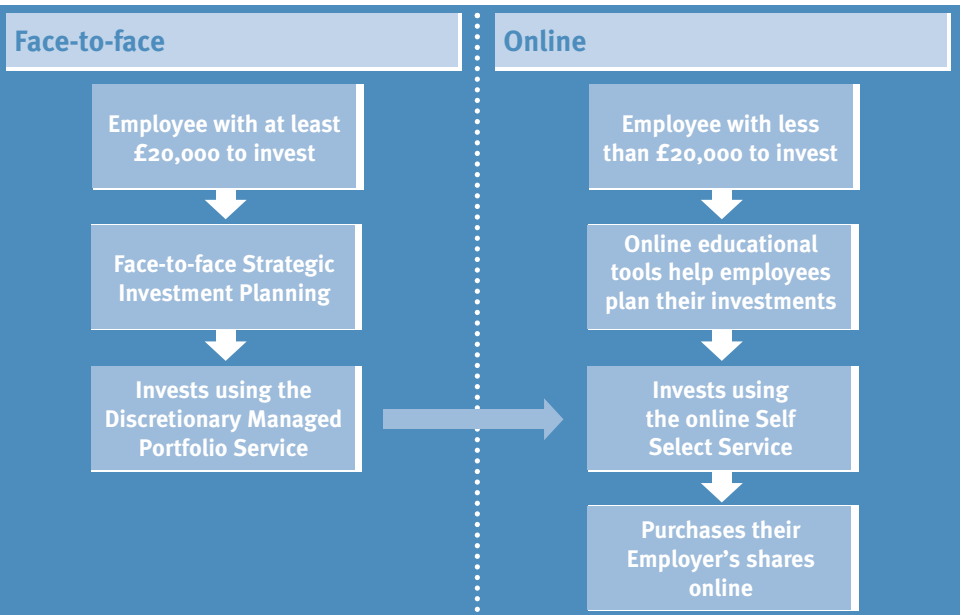 Face-to-face
Employee with at least
£20,000 to invest
Face-to-face Strategic
Investment Planning
Invests using the
Discretionary Managed
Portfolio Service
Online
Employee with less
than £20,000 to invest
Online educational
tools help employees
plan their investments
Invests using
the online Self
Select Service
Purchases their
Employer’s shares
online